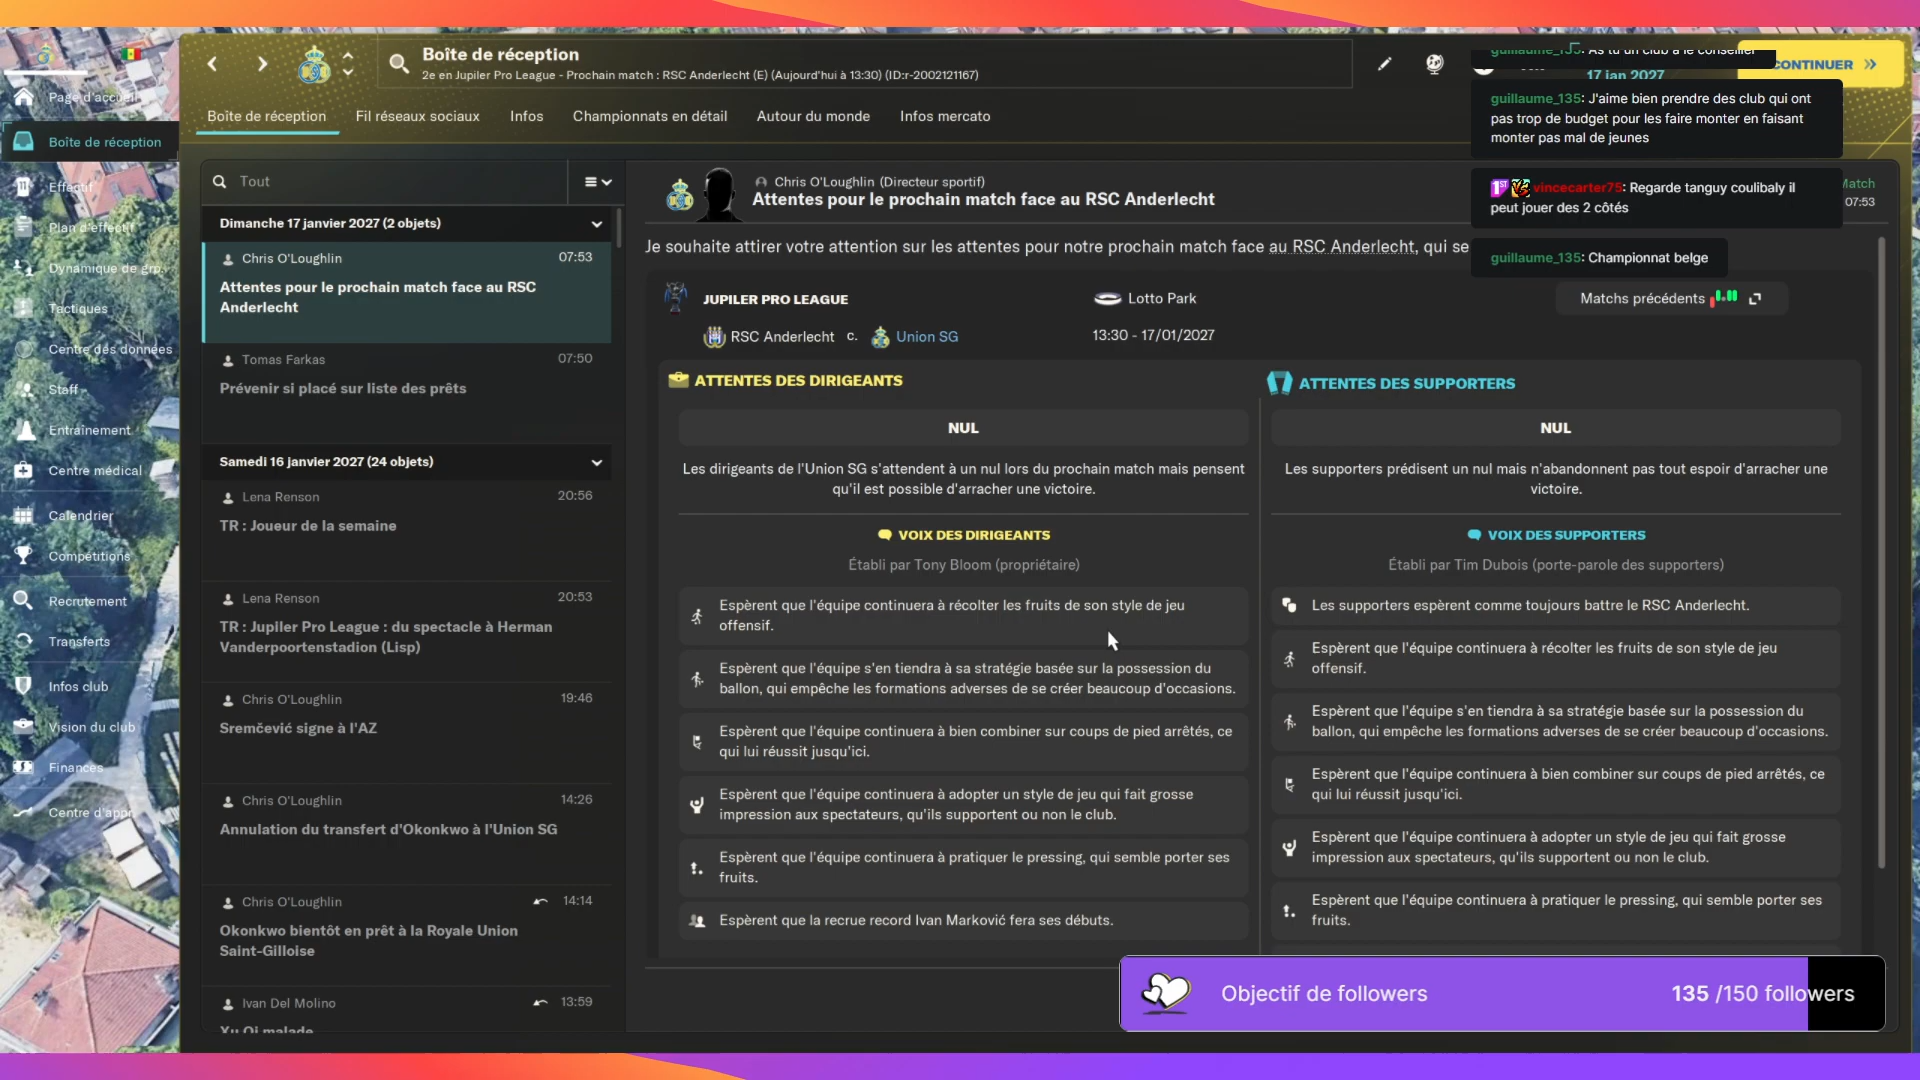 Boîte de réception
2e en Jupiler Pro League - Prochain match : RSC Anderlecht (E) (Aujourd'hui à 13:30) (ID:r-2002121167)
17 jan 2027
CONTINUER
guillaume_135: As tu un club a le conseiller
guillaume_135: J'aime bien prendre des club qui ont
pas trop de budget pour les faire monter en faisant
monter pas mal de jeunes
vincecarter75: Regarde tanguy coulibaly il
peut jouer des 2 côtés
guillaume_135: Championnat belge
Page d'accueil
Boîte de réception
Effectif
Plan d'effectif
Dynamique de grp.
Tactiques
Centre des données
Staff
Entraînement
Centre médical
Calendrier
Compétitions
Recrutement
Transferts
Infos club
Vision du club
Finances
Centre d'appr
Boîte de réception
Fil réseaux sociaux
Infos
Championnats en détail
Autour du monde
Infos mercato
Tout
Dimanche 17 janvier 2027 (2 objets)
Chris O'Loughlin 07:53
Attentes pour le prochain match face au RSC
Anderlecht
Tomas Farkas 07:50
Prévenir si placé sur liste des prêts
Samedi 16 janvier 2027 (24 objets)
Lena Renson 20:56
TR : Joueur de la semaine
Lena Renson 20:53
TR : Jupiler Pro League : du spectacle à Herman
Vanderpoortenstadion (Lisp)
Chris O'Loughlin 19:46
Sremčević signe à l'AZ
Chris O'Loughlin 14:26
Annulation du transfert d'Okonkwo à l'Union SG
Chris O'Loughlin 14:14
Okonkwo bientôt en prêt à la Royale Union
Saint-Gilloise
Ivan Del Molino 13:59
Xu Qi malade
Chris O'Loughlin (Directeur sportif)
Attentes pour le prochain match face au RSC Anderlecht
Match
07:53
Je souhaite attirer votre attention sur les attentes pour notre prochain match face au RSC Anderlecht, qui se
JUPILER PRO LEAGUE
Lotto Park
Matchs précédents
RSC Anderlecht c. Union SG
13:30 - 17/01/2027
ATTENTES DES DIRIGEANTS
NUL
Les dirigeants de l'Union SG s'attendent à un nul lors du prochain match mais pensent
qu'il est possible d'arracher une victoire.
VOIX DES DIRIGEANTS
Établi par Tony Bloom (propriétaire)
Espèrent que l'équipe continuera à récolter les fruits de son style de jeu
offensif.
Espèrent que l'équipe s'en tiendra à sa stratégie basée sur la possession du
ballon, qui empêche les formations adverses de se créer beaucoup d'occasions.
Espèrent que l'équipe continuera à bien combiner sur coups de pied arrêtés, ce
qui lui réussit jusqu'ici.
Espèrent que l'équipe continuera à adopter un style de jeu qui fait grosse
impression aux spectateurs, qu'ils supportent ou non le club.
Espèrent que l'équipe continuera à pratiquer le pressing, qui semble porter ses
fruits.
Espèrent que la recrue record Ivan Marković fera ses débuts.
ATTENTES DES SUPPORTERS
NUL
Les supporters prédisent un nul mais n'abandonnent pas tout espoir d'arracher une
victoire.
VOIX DES SUPPORTERS
Établi par Tim Dubois (porte-parole des supporters)
Les supporters espèrent comme toujours battre le RSC Anderlecht.
Espèrent que l'équipe continuera à récolter les fruits de son style de jeu
offensif.
Espèrent que l'équipe s'en tiendra à sa stratégie basée sur la possession du
ballon, qui empêche les formations adverses de se créer beaucoup d'occasions.
Espèrent que l'équipe continuera à bien combiner sur coups de pied arrêtés, ce
qui lui réussit jusqu'ici.
Espèrent que l'équipe continuera à adopter un style de jeu qui fait grosse
impression aux spectateurs, qu'ils supportent ou non le club.
Espèrent que l'équipe continuera à pratiquer le pressing, qui semble porter ses
fruits.
Objectif de followers
135 /150 followers